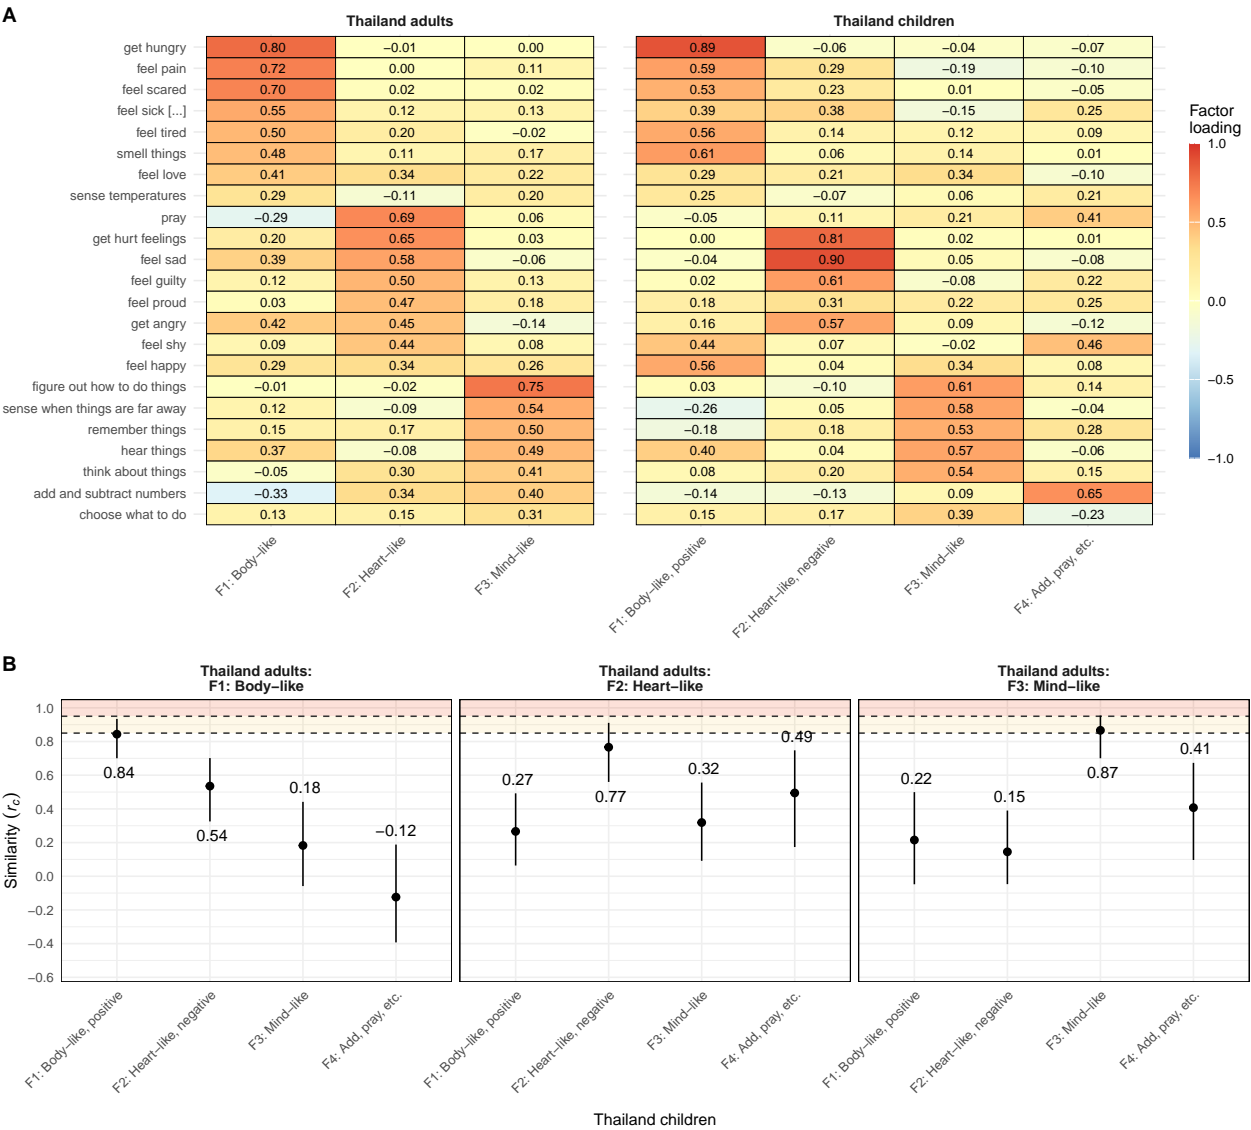 A
Thailand adults
Thailand children
get hungry 0.80 −0.01 0.00 0.89 −0.06 −0.04 −0.07
feel pain 0.72 0.00 0.11 0.59 0.29 −0.19 −0.10
feel scared 0.70 0.02 0.02 0.53 0.23 0.01 −0.05
feel sick [...] 0.55 0.12 0.13 0.39 0.38 −0.15 0.25
feel tired 0.50 0.20 −0.02 0.56 0.14 0.12 0.09
smell things 0.48 0.11 0.17 0.61 0.06 0.14 0.01
feel love 0.41 0.34 0.22 0.29 0.21 0.34 −0.10
sense temperatures 0.29 −0.11 0.20 0.25 −0.07 0.06 0.21
pray −0.29 0.69 0.06 −0.05 0.11 0.21 0.41
get hurt feelings 0.20 0.65 0.03 0.00 0.81 0.02 0.01
feel sad 0.39 0.58 −0.06 −0.04 0.90 0.05 −0.08
feel guilty 0.12 0.50 0.13 0.02 0.61 −0.08 0.22
feel proud 0.03 0.47 0.18 0.18 0.31 0.22 0.25
get angry 0.42 0.45 −0.14 0.16 0.57 0.09 −0.12
feel shy 0.09 0.44 0.08 0.44 0.07 −0.02 0.46
feel happy 0.29 0.34 0.26 0.56 0.04 0.34 0.08
figure out how to do things −0.01 −0.02 0.75 0.03 −0.10 0.61 0.14
sense when things are far away 0.12 −0.09 0.54 −0.26 0.05 0.58 −0.04
remember things 0.15 0.17 0.50 −0.18 0.18 0.53 0.28
hear things 0.37 −0.08 0.49 0.40 0.04 0.57 −0.06
think about things −0.05 0.30 0.41 0.08 0.20 0.54 0.15
add and subtract numbers −0.33 0.34 0.40 −0.14 −0.13 0.09 0.65
choose what to do 0.13 0.15 0.31 0.15 0.17 0.39 −0.23
F1: Body−like
F2: Heart−like
F3: Mind−like
F1: Body−like, positive
F2: Heart−like, negative
F3: Mind−like
F4: Add, pray, etc.
Factor
loading
1.0
0.5
0.0
−0.5
−1.0
B
Thailand adults:
F1: Body−like
Thailand adults:
F2: Heart−like
Thailand adults:
F3: Mind−like
Similarity (rc)
1.0
0.8
0.6
0.4
0.2
0.0
−0.2
−0.4
−0.6
0.84
0.54
0.18
−0.12
0.27
0.77
0.32
0.49
0.22
0.15
0.87
0.41
F1: Body−like, positive
F2: Heart−like, negative
F3: Mind−like
F4: Add, pray, etc.
F1: Body−like, positive
F2: Heart−like, negative
F3: Mind−like
F4: Add, pray, etc.
F1: Body−like, positive
F2: Heart−like, negative
F3: Mind−like
F4: Add, pray, etc.
Thailand children